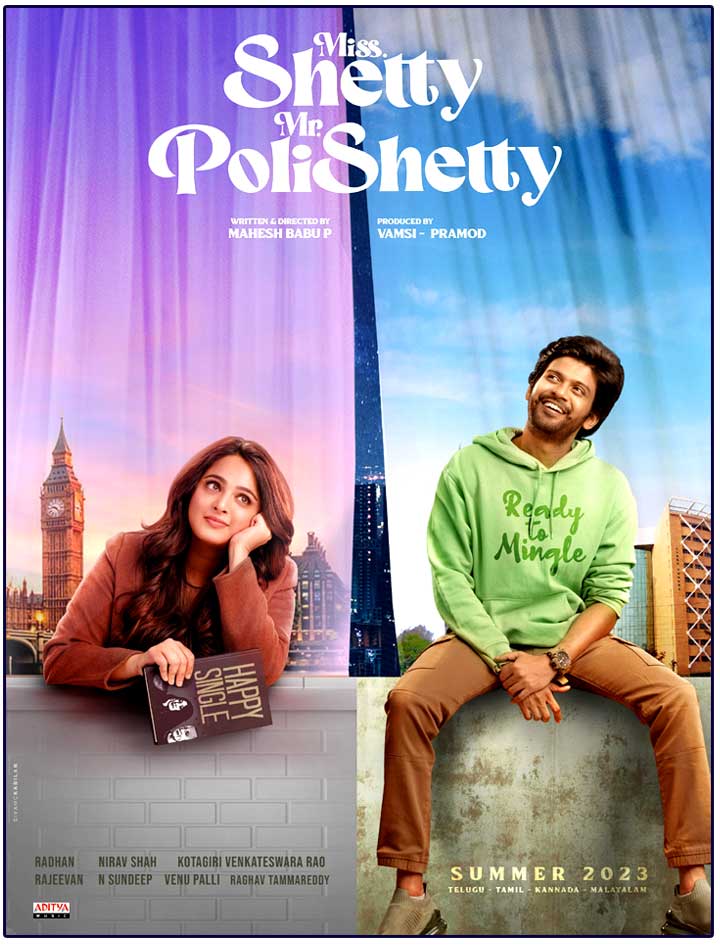 Miss.
Shetty
Mr.
PoliShetty
WRITTEN & DIRECTED BY
MAHESH BABU P
PRODUCED BY
VAMSI - PRAMOD
Ready
to
Mingle
HAPPY
SINGLE
DIVAMCKABILAN
RADHAN NIRAV SHAH KOTAGIRI VENKATESWARA RAO
RAJEEVAN N SUNDEEP VENU PALLI RAGHAV TAMMAREDDY
SUMMER 2023
TELUGU - TAMIL - KANNADA - MALAYALAM
ADITYA
MUSIC